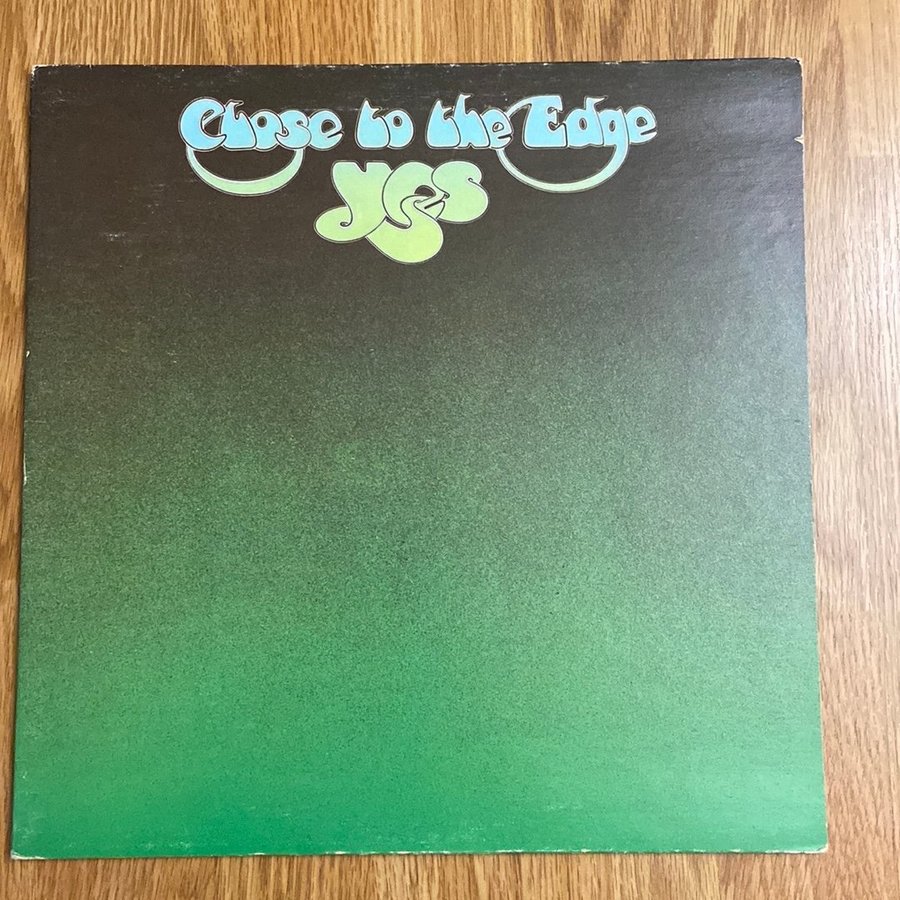 Close to the Edge
Yes